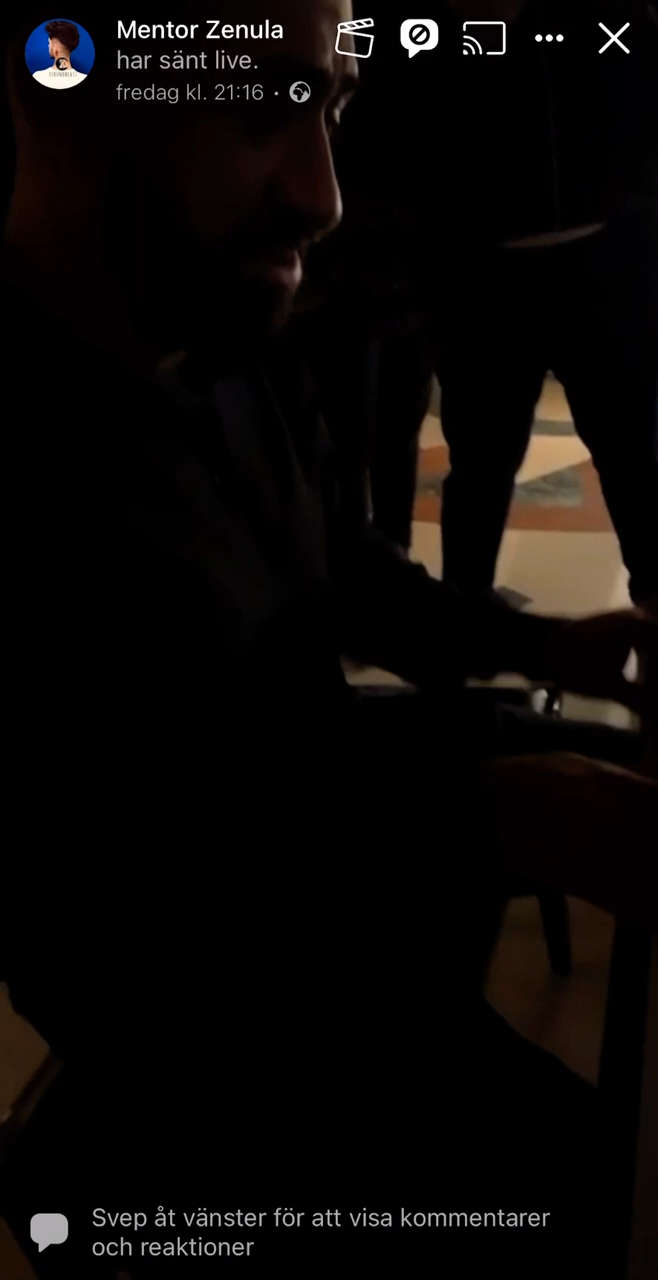 Mentor Zenula
har sänt live.
fredag kl. 21:16 ·
Svep åt vänster för att visa kommentarer
och reaktioner